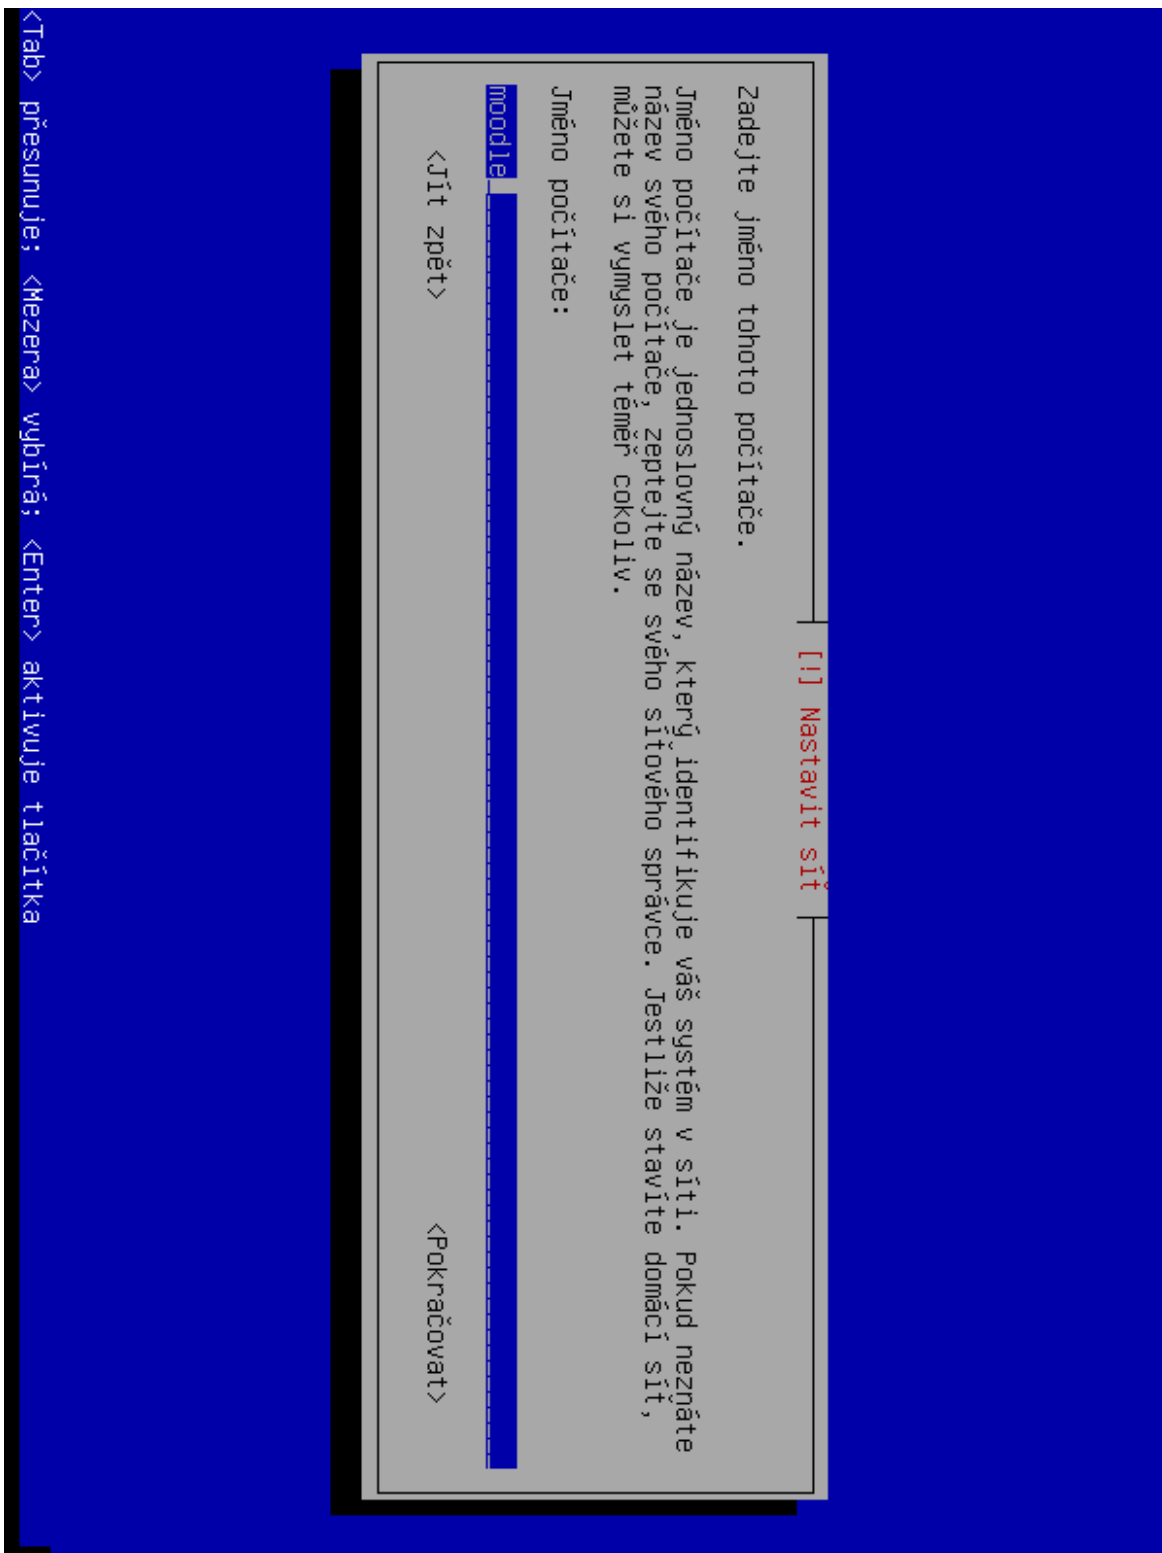 [!] Nastavit síť
Zadejte jméno tohoto počítače.
Jméno počítače je jednoslovný název, který identifikuje váš systém v síti. Pokud neznáte
název svého počítače, zeptejte se svého síťového správce. Jestliže stavíte domácí síť,
můžete si vymyslet téměř cokoliv.
Jméno počítače:
moodle
<Jít zpět> <Pokračovat>
<Tab> přesunuje; <Mezera> vybírá; <Enter> aktivuje tlačítka